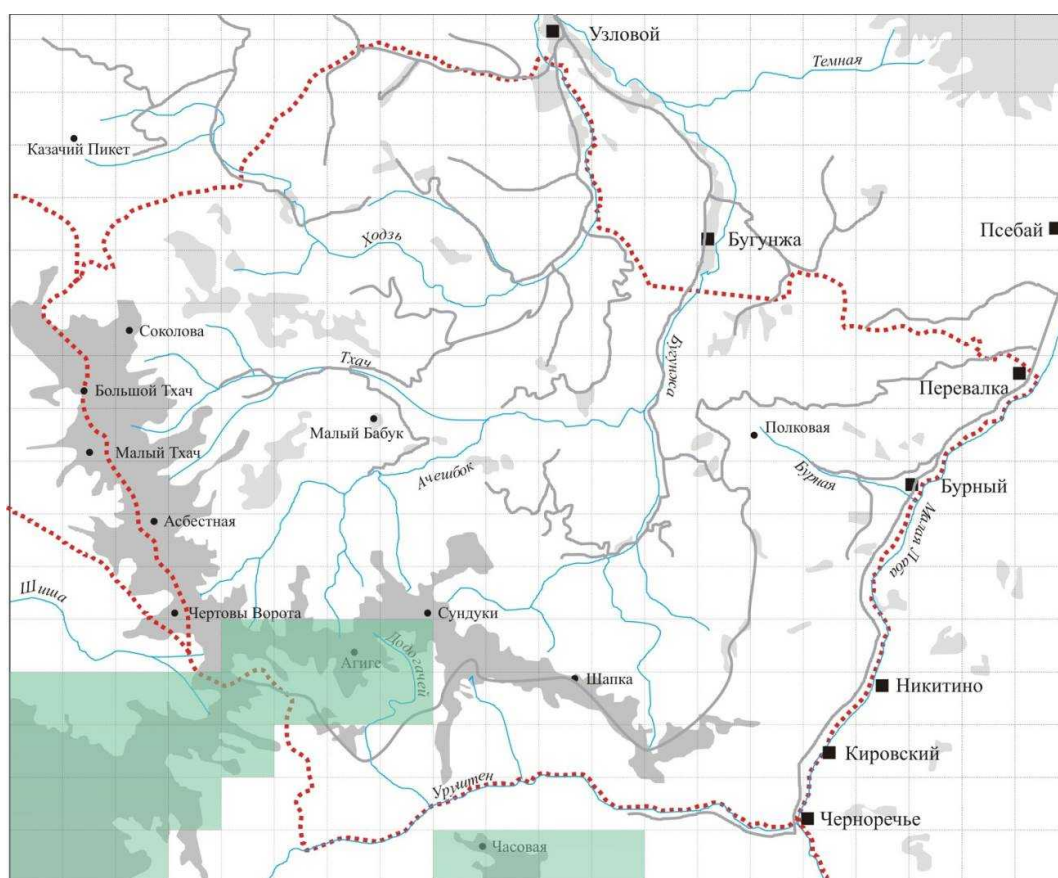 Узловой
Темная
Казачий Пикет
Псебай
Ходзь
Бугунжа
Соколова
Тхач
Бугунжа
Большой Тхач
Перевалка
Малый Бабук
Полковая
Малый Тхач
Ачешбок
Бурная
Бурный
Асбестная
Малая Лаба
Шиша
Чертовы Ворота
Сундуки
Додогачей
Агиге
Шапка
Никитино
Кировский
Уруштен
Черноречье
Часовая